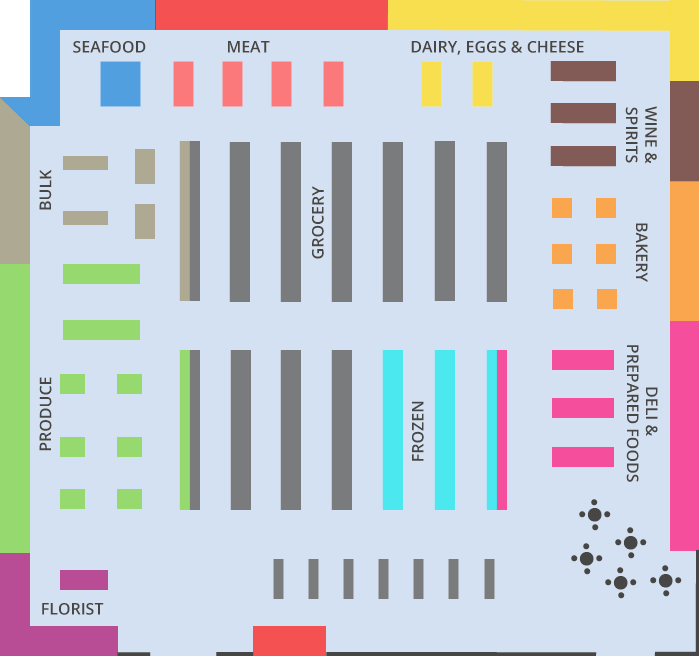 SEAFOOD
MEAT
DAIRY, EGGS & CHEESE
WINE &
SPIRITS
BULK
GROCERY
BAKERY
PRODUCE
FROZEN
DELI &
PREPARED FOODS
FLORIST